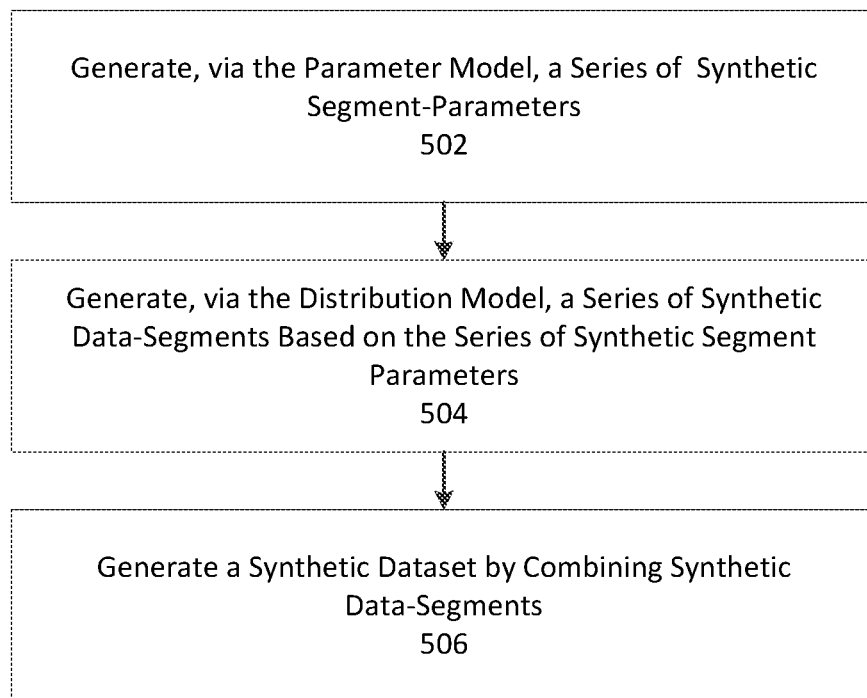 Generate, via the Parameter Model, a Series of Synthetic
Segment-Parameters
502
Generate, via the Distribution Model, a Series of Synthetic
Data-Segments Based on the Series of Synthetic Segment
Parameters
504
Generate a Synthetic Dataset by Combining Synthetic
Data-Segments
506